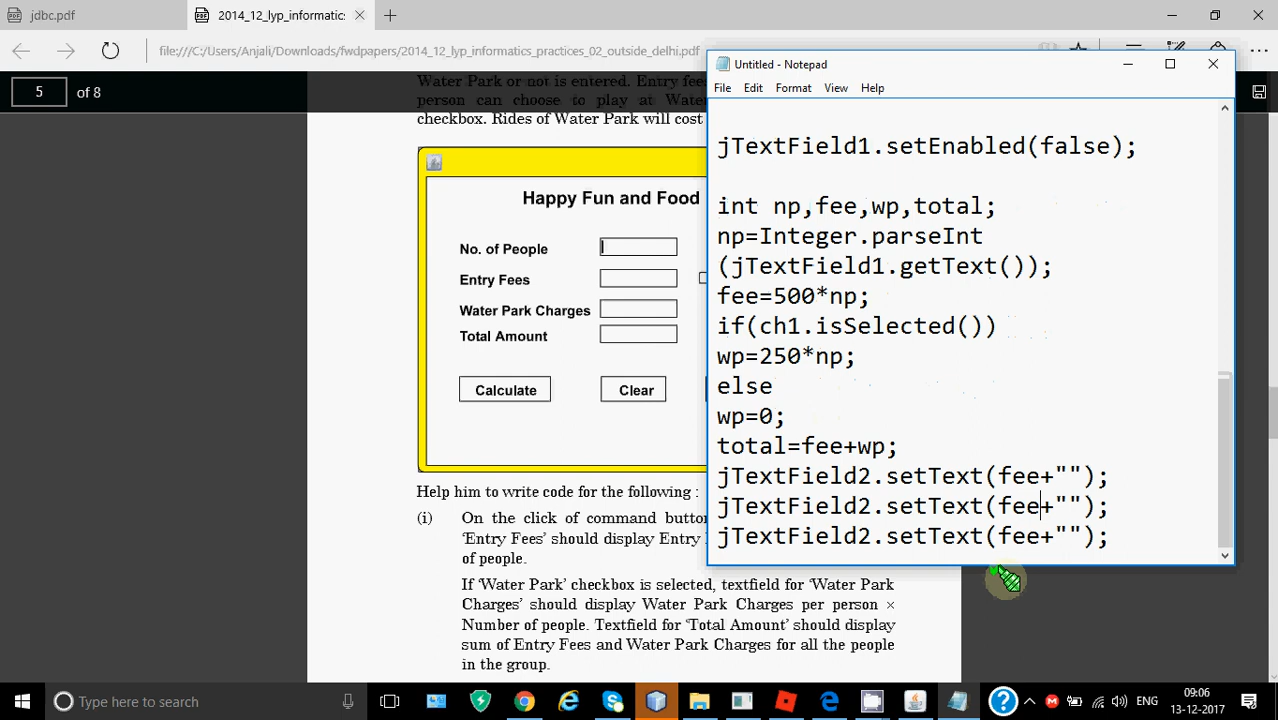 jdbc.pdf
2014_12_lyp_informatic:
file:///C:/Users/Anjali/Downloads/fwdpapers/2014_12_lyp_informatics_practices_02_outside_delhi.pdf
5 of 8
Water Park or not is entered. Entry fee
person can choose to play at Wate
checkbox. Rides of Water Park will cost
Happy Fun and Food
No. of People
Entry Fees
Water Park Charges
Total Amount
Calculate Clear
Help him to write code for the following :
(i) On the click of command butto
'Entry Fees' should display Entry
of people.
If 'Water Park' checkbox is selected, textfield for 'Water Park
Charges' should display Water Park Charges per person ×
Number of people. Textfield for 'Total Amount' should display
sum of Entry Fees and Water Park Charges for all the people
in the group.
Untitled - Notepad
File Edit Format View Help
jTextField1.setEnabled(false);
int np,fee,wp,total;
np=Integer.parseInt
(jTextField1.getText());
fee=500*np;
if(ch1.isSelected())
wp=250*np;
else
wp=0;
total=fee+wp;
jTextField2.setText(fee+"");
jTextField2.setText(fee+"");
jTextField2.setText(fee+"");
Type here to search
ENG
09:06
13-12-2017